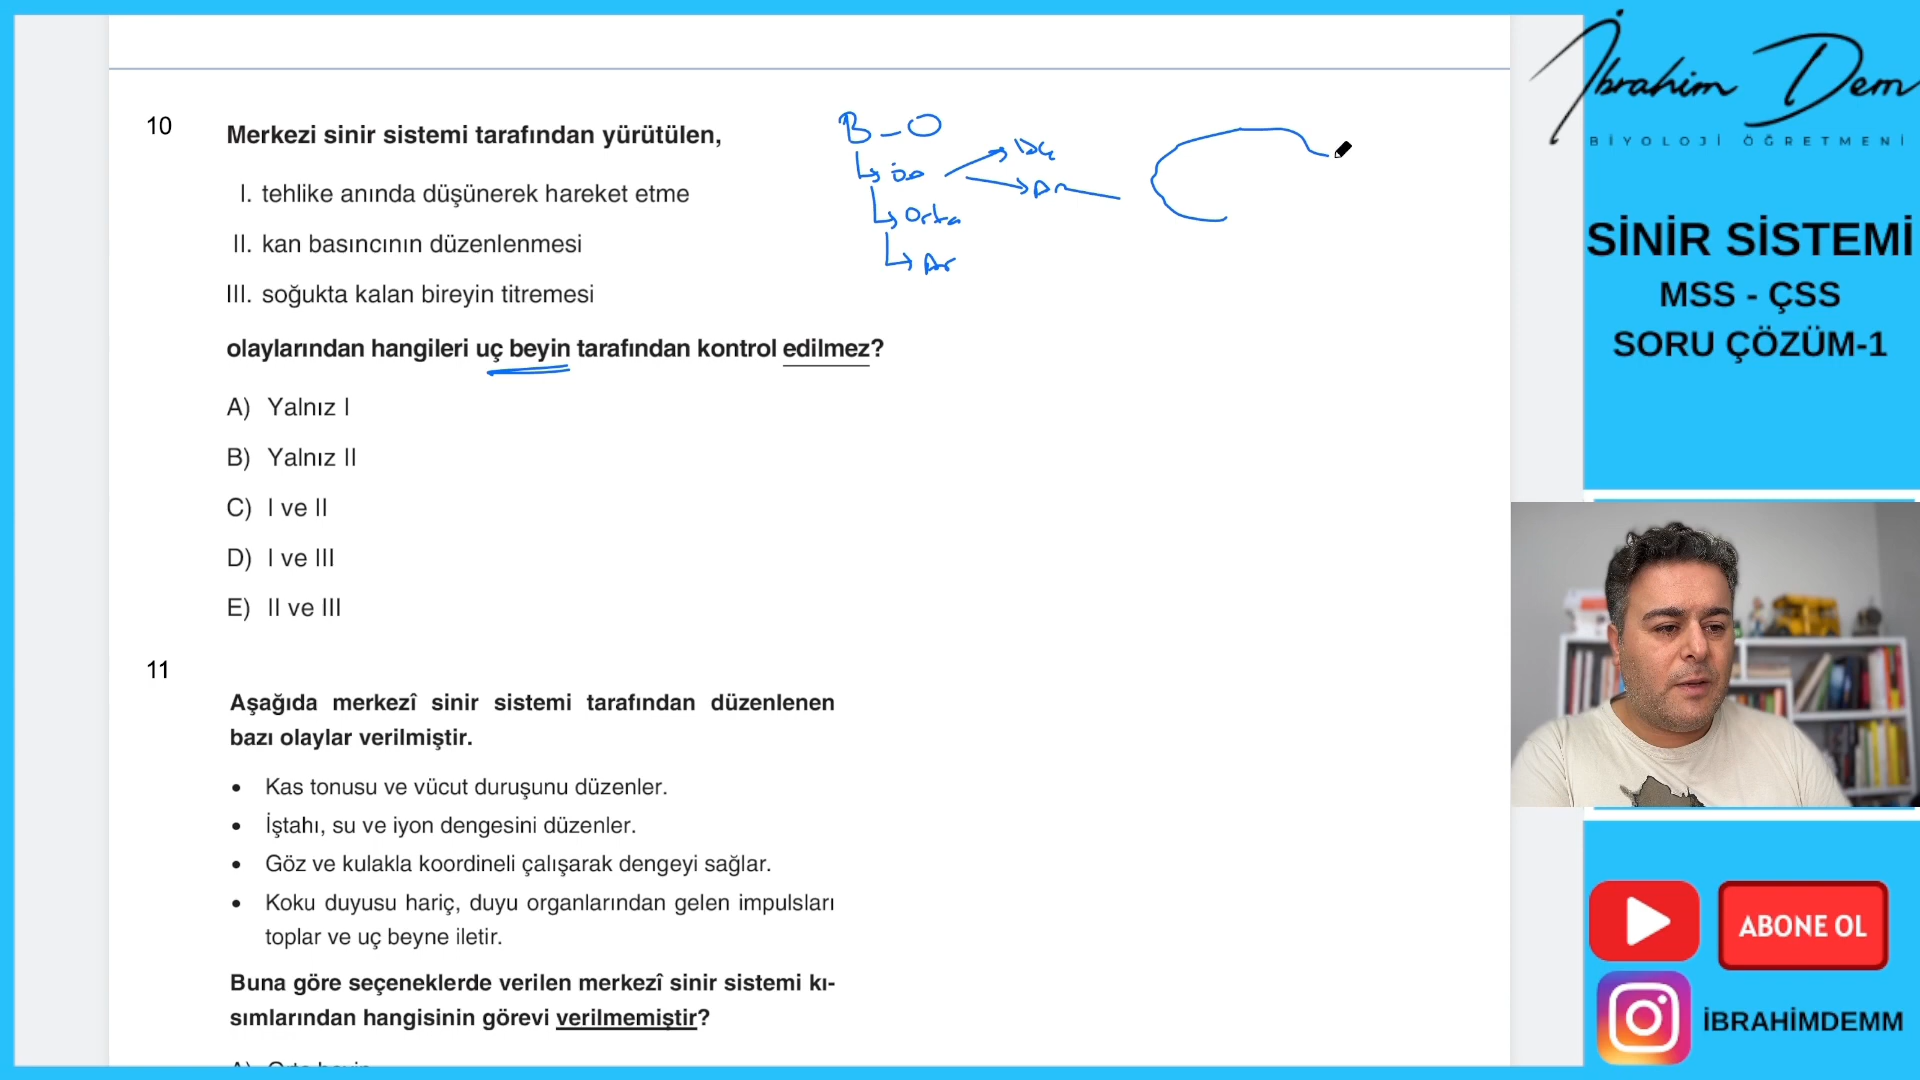 10
Merkezi sinir sistemi tarafından yürütülen,
I. tehlike anında düşünerek hareket etme
II. kan basıncının düzenlenmesi
III. soğukta kalan bireyin titremesi
olaylarından hangileri uç beyin tarafından kontrol edilmez?
A) Yalnız I
B) Yalnız II
C) I ve II
D) I ve III
E) II ve III
B-O
ön
Orta
Ar
Ar
11
Aşağıda merkezî sinir sistemi tarafından düzenlenen
bazı olaylar verilmiştir.
• Kas tonusu ve vücut duruşunu düzenler.
• İştahı, su ve iyon dengesini düzenler.
• Göz ve kulakla koordineli çalışarak dengeyi sağlar.
• Koku duyusu hariç, duyu organlarından gelen impulsları
toplar ve uç beyne iletir.
Buna göre seçeneklerde verilen merkezî sinir sistemi kı-
sımlarından hangisinin görevi verilmemiştir?
A) Orta beyin
İbrahim Dem
BİYOLOJİ ÖĞRETMENİ
SİNİR SİSTEMİ
MSS - ÇSS
SORU ÇÖZÜM-1
ABONE OL
İBRAHİMDEMM